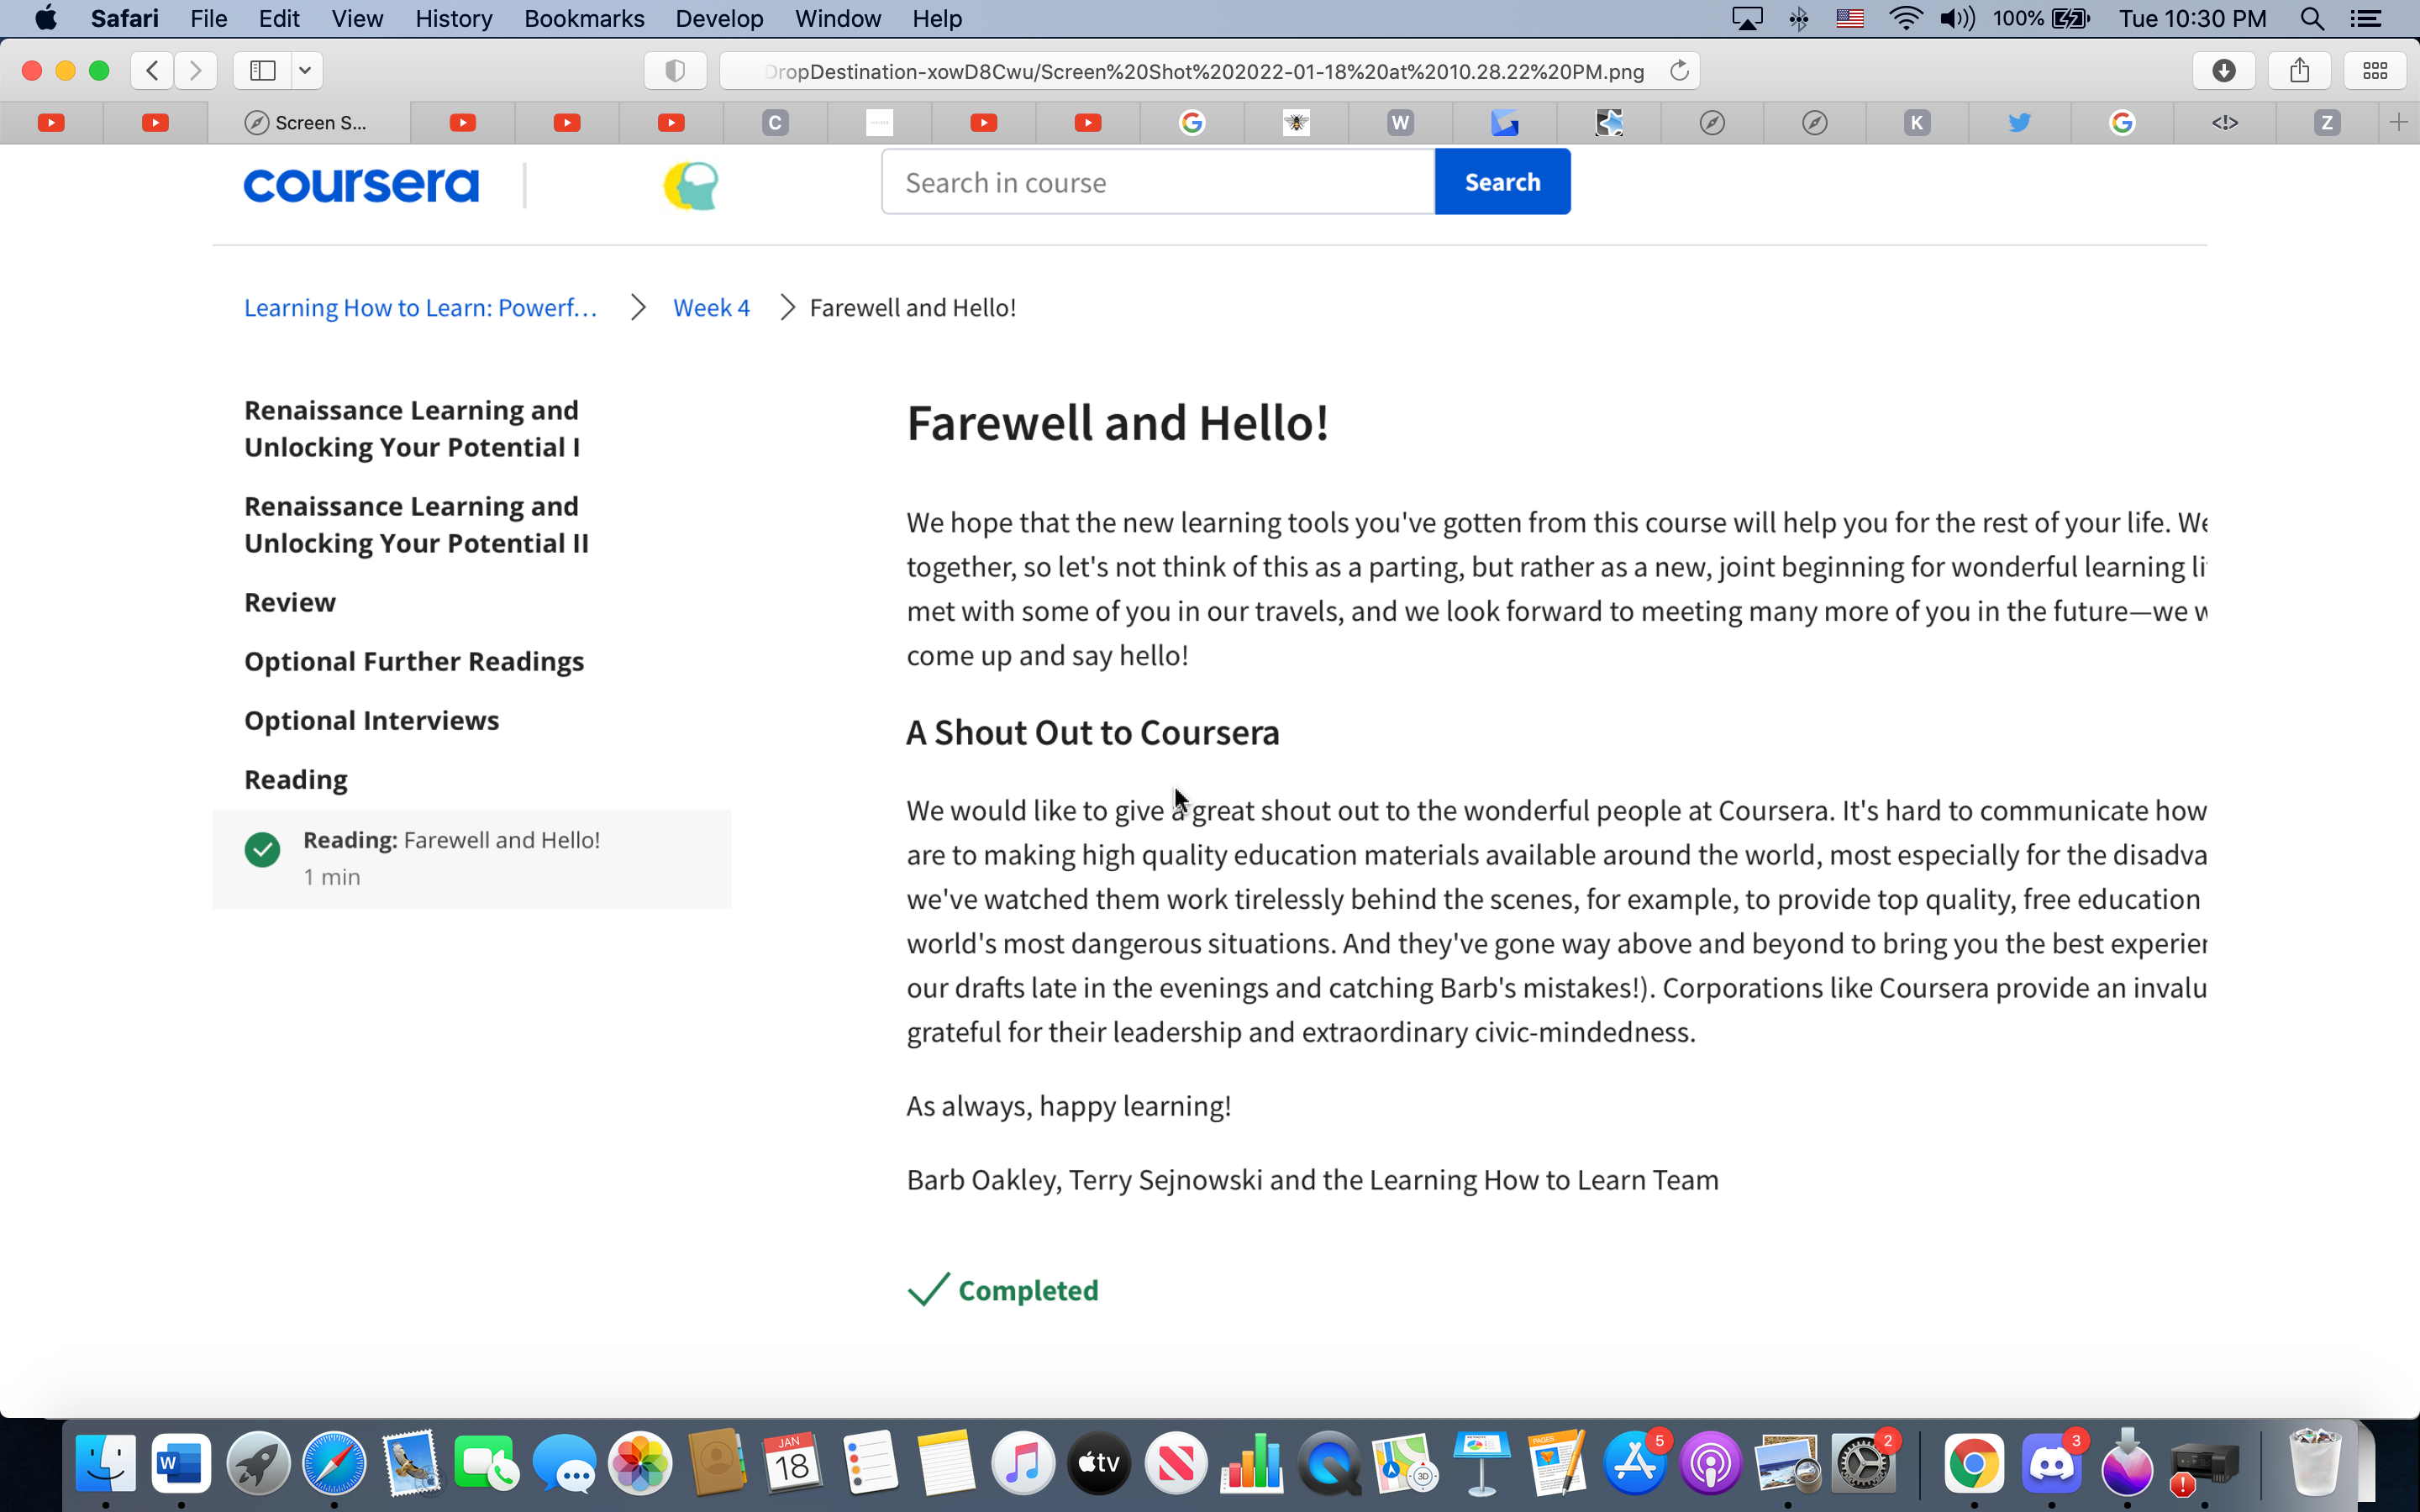 Safari File Edit View History Bookmarks Develop Window Help 100% Tue 10:30 PM
DropDestination-xowD8Cwu/Screen%20Shot%202022-01-18%20at%2010.28.22%20PM.png
Screen S... C W K <!> Z
coursera Search in course Search
Learning How to Learn: Powerf... > Week 4 > Farewell and Hello!
Renaissance Learning and
Unlocking Your Potential I
Renaissance Learning and
Unlocking Your Potential II
Review
Optional Further Readings
Optional Interviews
Reading
Reading: Farewell and Hello!
1 min
Farewell and Hello!
We hope that the new learning tools you've gotten from this course will help you for the rest of your life. We
together, so let's not think of this as a parting, but rather as a new, joint beginning for wonderful learning li
met with some of you in our travels, and we look forward to meeting many more of you in the future—we w
come up and say hello!
A Shout Out to Coursera
We would like to give a great shout out to the wonderful people at Coursera. It's hard to communicate how
are to making high quality education materials available around the world, most especially for the disadva
we've watched them work tirelessly behind the scenes, for example, to provide top quality, free education
world's most dangerous situations. And they've gone way above and beyond to bring you the best experien
our drafts late in the evenings and catching Barb's mistakes!). Corporations like Coursera provide an invalu
grateful for their leadership and extraordinary civic-mindedness.
As always, happy learning!
Barb Oakley, Terry Sejnowski and the Learning How to Learn Team
Completed
W JAN 18 tv 3D PAGES 5 2 3